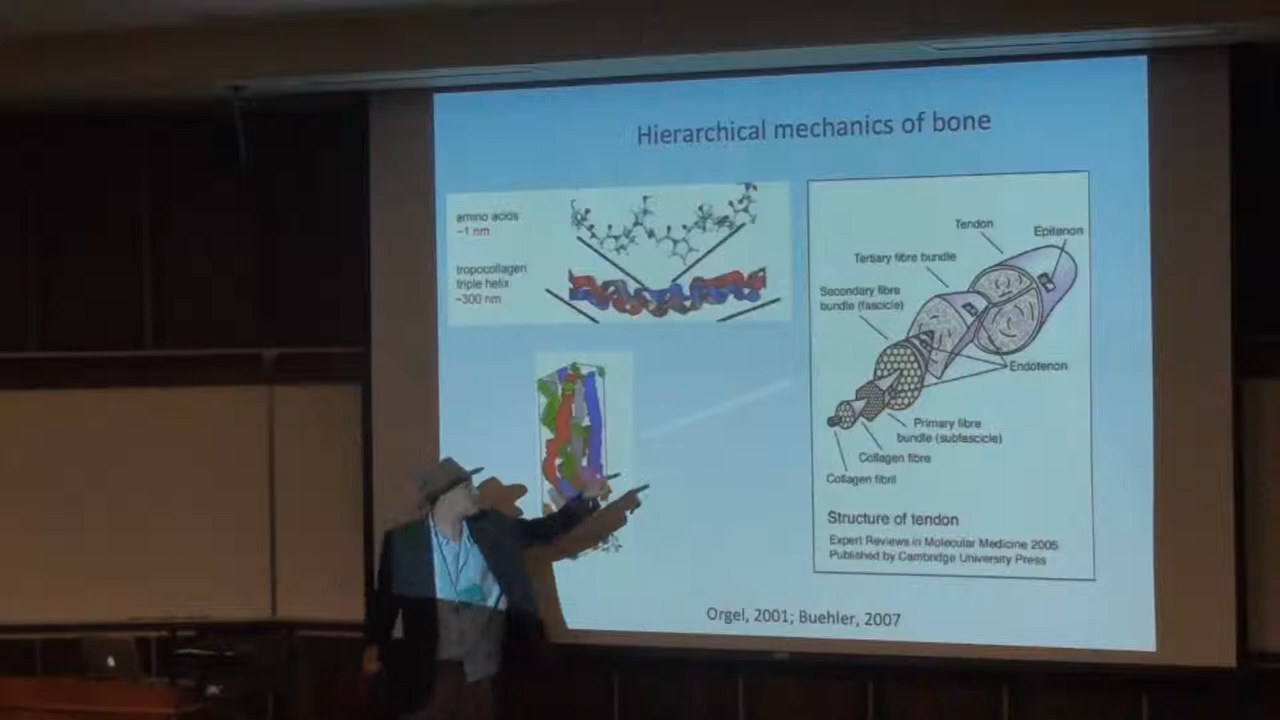 Hierarchical mechanics of bone
amino acids
~1 nm
tropocollagen
triple helix
~300 nm
Tendon
Epitenon
Tertiary fibre bundle
Secondary fibre
bundle (fascicle)
Endotenon
Primary fibre
bundle (subfascicle)
Collagen fibre
Collagen fibril
Structure of tendon
Expert Reviews in Molecular Medicine 2005
Published by Cambridge University Press
Orgel, 2001; Buehler, 2007